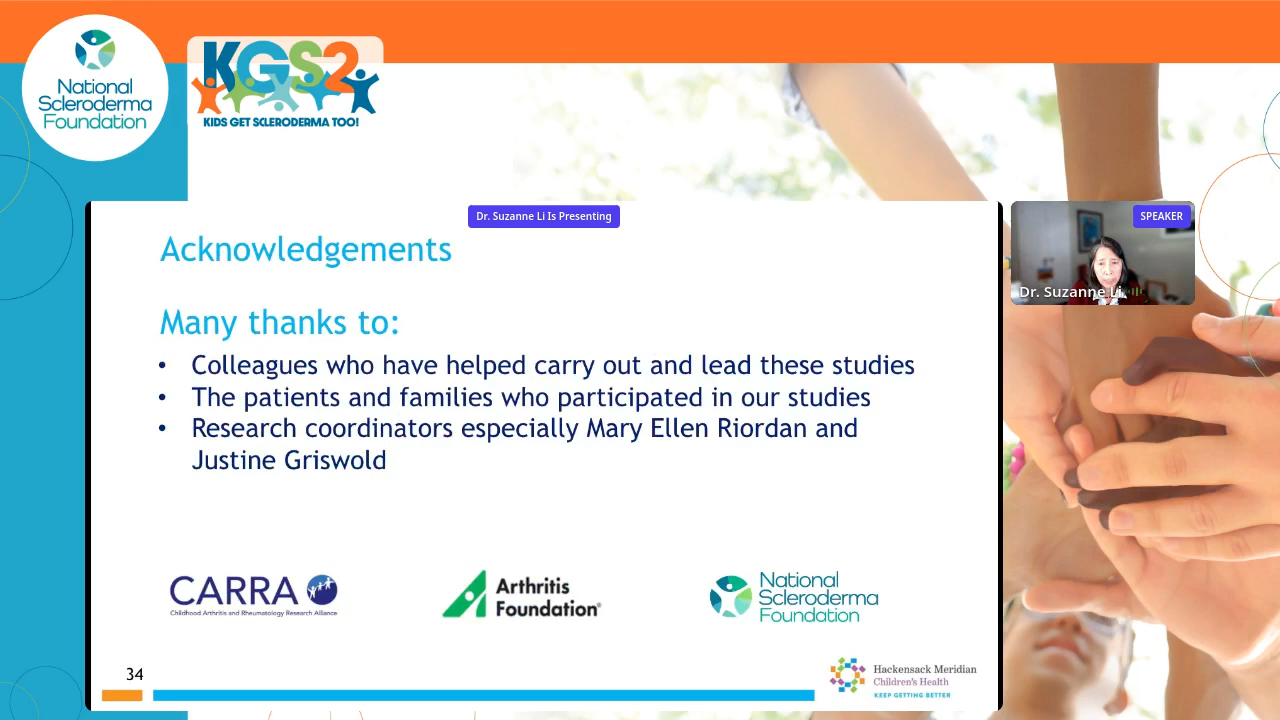 National
Scleroderma
Foundation
KGS2
KIDS GET SCLERODERMA TOO!
Dr. Suzanne Li Is Presenting
SPEAKER
Dr. Suzanne Li
Acknowledgements
Many thanks to:
• Colleagues who have helped carry out and lead these studies
• The patients and families who participated in our studies
• Research coordinators especially Mary Ellen Riordan and
Justine Griswold
CARRA
Childhood Arthritis and Rheumatology Research Alliance
Arthritis
Foundation®
National
Scleroderma
Foundation
34
Hackensack Meridian
Children's Health
KEEP GETTING BETTER